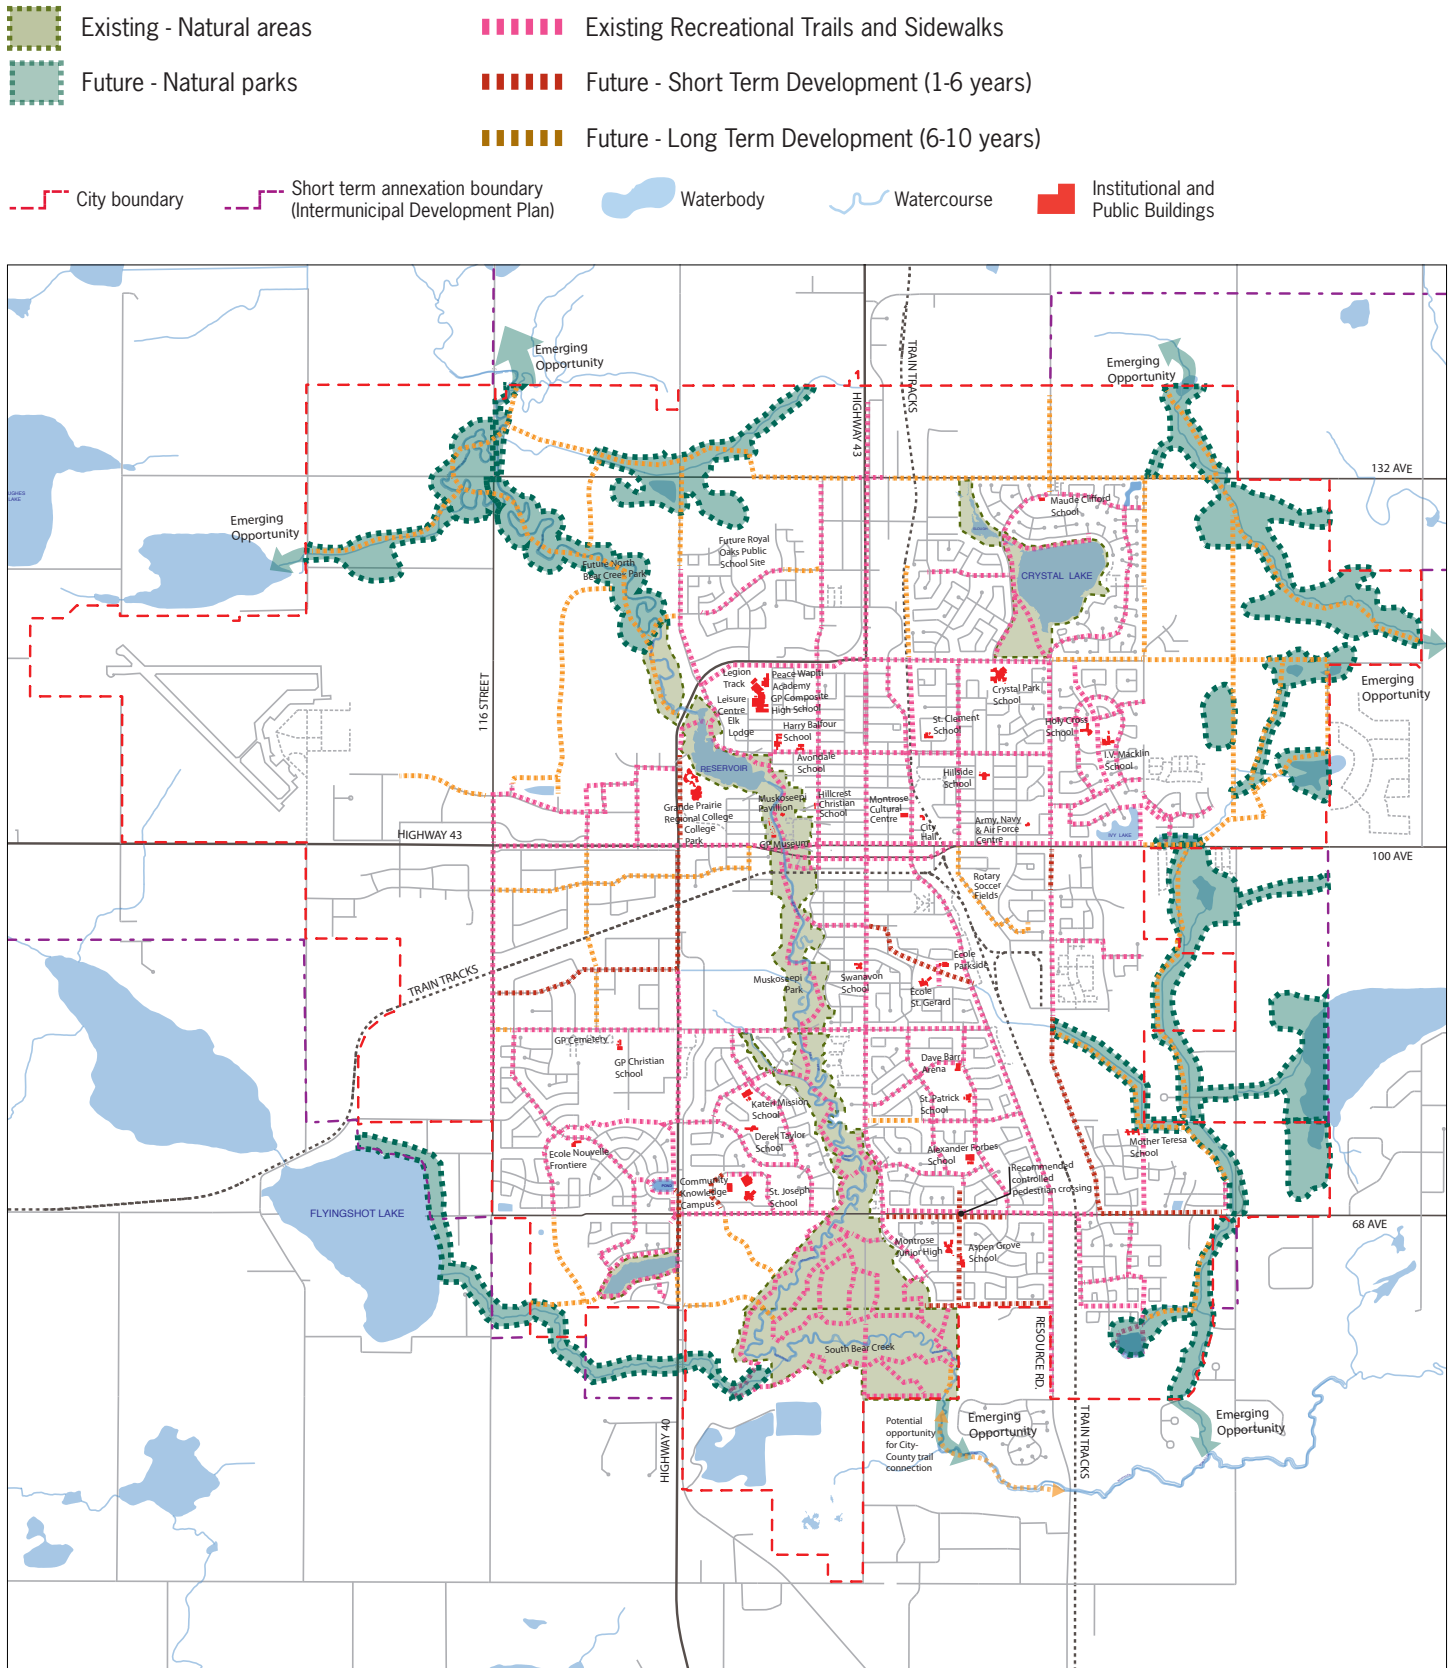 Existing - Natural areas
Future - Natural parks
Existing Recreational Trails and Sidewalks
Future - Short Term Development (1-6 years)
Future - Long Term Development (6-10 years)
City boundary
Short term annexation boundary
(Intermunicipal Development Plan)
Waterbody
Watercourse
Institutional and
Public Buildings
Emerging
Opportunity
TRAIN TRACKS
HIGHWAY 43
Emerging
Opportunity
132 AVE
UGHES
LAKE
Emerging
Opportunity
Maude Clifford
School
Future Royal
Oaks Public
School Site
Future North
Bear Creek Park
CRYSTAL LAKE
116 STREET
Legion
Track
Leisure
Centre
Elk
Lodge
Peace Wapiti
Academy
GP Composite
High School
Harry Balfour
School
Avondale
School
Crystal Park
School
St. Clement
School
Holy Cross
School
I.V. Macklin
School
Emerging
Opportunity
RESERVOIR
Hillside
School
Grande Prairie
Regional College
College
Park
Muskoseepi
Pavillion
Hillcrest
Christian
School
Montrose
Cultural
Centre
City
Hall
Army, Navy
& Air Force
Centre
IVY LAKE
HIGHWAY 43
GP Museum
100 AVE
Rotary
Soccer
Fields
TRAIN TRACKS
Muskoseepi
Park
Swanavon
School
Ecole
Parkside
Ecole
St. Gerard
GP Cemetery
GP Christian
School
Dave Barr
Arena
Kateri Mission
School
St. Patrick
School
Derek Taylor
School
Alexander Forbes
School
Mother Teresa
School
Ecole Nouvelle
Frontiere
Recommended
controlled
pedestrian crossing
Community
Knowledge
Campus
St. Joseph
School
FLYINGSHOT LAKE
68 AVE
Montrose
Junior High
Aspen Grove
School
South Bear Creek
RESOURCE RD.
HIGHWAY 40
Potential
opportunity
for City-
County trail
connection
Emerging
Opportunity
TRAIN TRACKS
Emerging
Opportunity